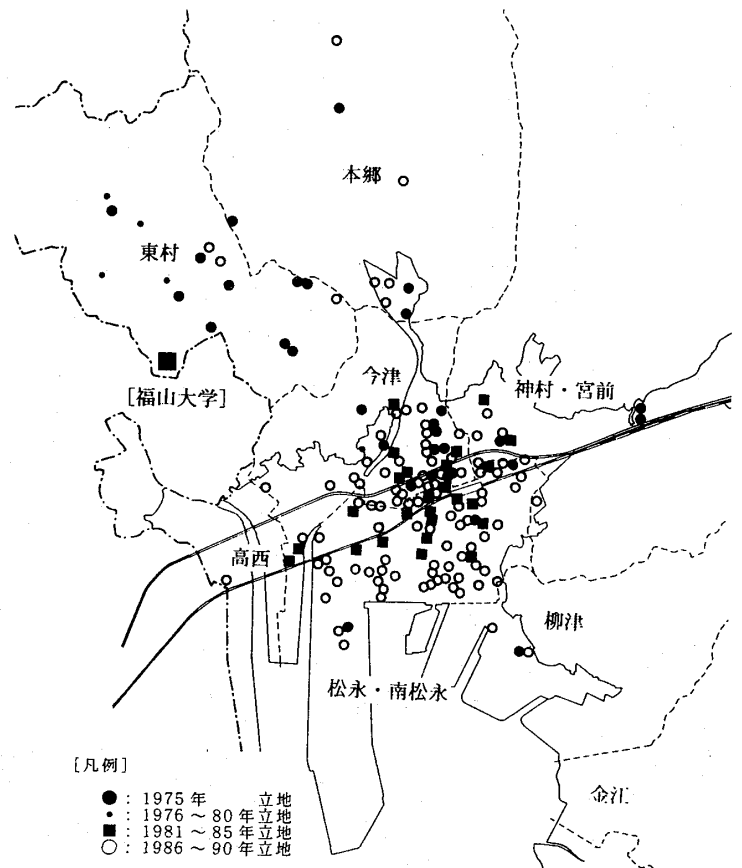 本郷
東村
今津
神村・宮前
[福山大学]
高西
柳津
松永・南松永
金江
[凡例]
● : 1975年 立地
• : 1976～80年立地
■ : 1981～85年立地
○ : 1986～90年立地